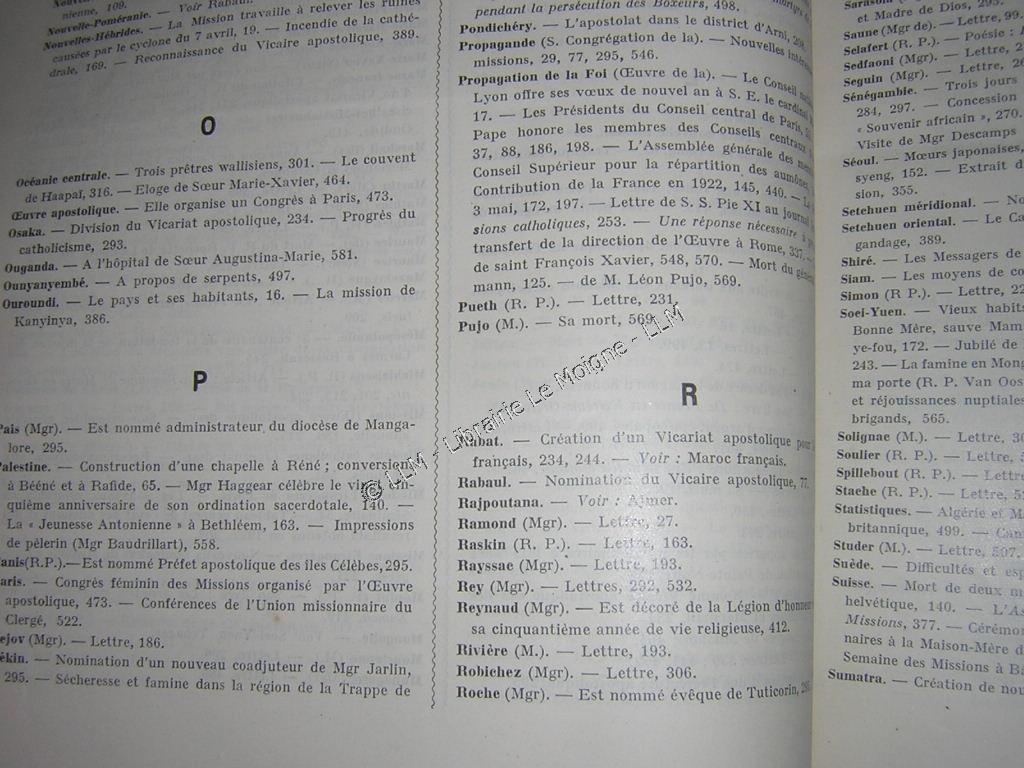 nienne, 109.
Nouvelle-Poméranie. — Voir Rabaul.
Nouvelles-Hébrides. — La Mission travaille à relever les ruines
causées par le cyclone du 7 avril, 19. — Incendie de la cathé-
drale, 169. — Reconnaissance du Vicaire apostolique, 389.
O
Océanie centrale. — Trois prêtres wallisiens, 301. — Le couvent
de Haapaï, 316. — Eloge de Sœur Marie-Xavier, 464.
Œuvre apostolique. — Elle organise un Congrès à Paris, 473.
Osaka. — Division du Vicariat apostolique, 234. — Progrès du
catholicisme, 293.
Ouganda. — A l'hôpital de Sœur Augustina-Marie, 581.
Ounyanyembé. — A propos de serpents, 497.
Ouroundi. — Le pays et ses habitants, 16. — La mission de
Kanyinya, 386.
P
Pais (Mgr). — Est nommé administrateur du diocèse de Manga-
lore, 295.
Palestine. — Construction d'une chapelle à Réné ; conversions
à Bééné et à Rafide, 65. — Mgr Haggear célèbre le vingt-cin-
quième anniversaire de son ordination sacerdotale, 140. —
La « Jeunesse Antonienne » à Bethléem, 163. — Impressions
de pèlerin (Mgr Baudrillart), 558.
anis (R.P.). — Est nommé Préfet apostolique des îles Célèbes, 295.
aris. — Congrès féminin des Missions organisé par l'Œuvre
apostolique, 473. — Conférences de l'Union missionnaire du
Clergé, 522.
ejov (Mgr). — Lettre, 186.
ékin. — Nomination d'un nouveau coadjuteur de Mgr Jarlin,
295. — Sécheresse et famine dans la région de la Trappe de
pendant la persécution des Boxeurs, 498.
Pondichéry. — L'apostolat dans le district d'Arni, 298.
Propagande (S. Congrégation de la). — Nouvelles
missions, 29, 77, 295, 546.
Propagation de la Foi (Œuvre de la). — Le Conseil
Lyon offre ses vœux de nouvel an à S. E. le cardinal
17. — Les Présidents du Conseil central de Paris,
Pape honore les membres des Conseils centraux
37, 88, 186, 198. — L'Assemblée générale des
Conseil Supérieur pour la répartition des aumônes,
Contribution de la France en 1922, 145, 440. —
3 mai, 172, 197. — Lettre de S. S. Pie XI au journal
sions catholiques, 253. — Une réponse nécessaire à
transfert de la direction de l'Œuvre à Rome, 337. —
de saint François Xavier, 548, 570. — Mort du
mann, 125. — de M. Léon Pujo, 569.
Pueth (R. P.). — Lettre, 231.
Pujo (M.). — Sa mort, 569.
R
Rabat. — Création d'un Vicariat apostolique pour
français, 234, 244. — Voir : Maroc français.
Rabaul. — Nomination du Vicaire apostolique, 77.
Rajpoutana. — Voir : Ajmer.
Ramond (Mgr). — Lettre, 27.
Raskin (R. P.). — Lettre, 163.
Rayssac (Mgr). — Lettre, 193.
Rey (Mgr). — Lettres, 292, 532.
Reynaud (Mgr). — Est décoré de la Légion d'honneur
sa cinquantième année de vie religieuse, 412.
Rivière (M.). — Lettre, 193.
Robichez (Mgr). — Lettre, 306.
Roche (Mgr). — Est nommé évêque de Tuticorin,
et Madre de Dios, 295.
Saune (Mgr de). — Lettre, 99.
Selafert (R. P.). — Poésie :
Sedfaoni (Mgr). — Lettre,
Seguin (Mgr). — Lettre,
Sénégambie. — Trois jours
284, 297. — Concession
« Souvenir africain », 270.
Visite de Mgr Descamps
Séoul. — Mœurs japonaises,
syeng, 152. — Extrait d
sion, 355.
Setchuen méridional. — No
Setchuen oriental. — Le Ca
gandage, 389.
Shiré. — Les Messagers de
Siam. — Les moyens de co
Simon (R P.). — Lettre, 22
Soei-Yuen. — Vieux habits
Bonne Mère, sauve Mam
ye-fou, 172. — Jubilé de
243. — La famine en Mong
ma porte (R. P. Van Oos
et réjouissances nuptiales
brigands, 565.
Solignac (M.). — Lettre, 30
Soulier (R. P.). — Lettre, 5
Spillebout (R. P.). — Lettre,
Stache (R. P.). — Lettre, 51
Statistiques. — Algérie et M
britannique, 499. — Can
Studer (M.). — Lettre, 507.
Suède. — Difficultés et esp
Suisse. — Mort de deux m
helvétique, 140. — L'As
Missions, 377. — Cérémon
naires à la Maison-Mère d
Semaine des Missions à Bâ
Sumatra. — Création de nou
© LLM - Librairie Le Moigne - LLM